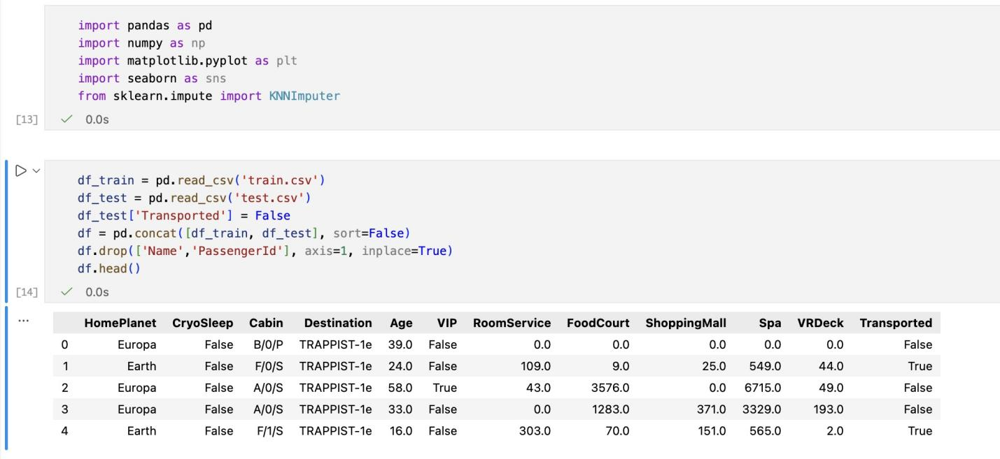 import pandas as pd
import numpy as np
import matplotlib.pyplot as plt
import seaborn as sns
from sklearn.impute import KNNImputer
[13] 0.0s
df_train = pd.read_csv('train.csv')
df_test = pd.read_csv('test.csv')
df_test['Transported'] = False
df = pd.concat([df_train, df_test], sort=False)
df.drop(['Name','PassengerId'], axis=1, inplace=True)
df.head()
[14] 0.0s
... HomePlanet CryoSleep Cabin Destination Age VIP RoomService FoodCourt ShoppingMall Spa VRDeck Transported
0 Europa False B/0/P TRAPPIST-1e 39.0 False 0.0 0.0 0.0 0.0 0.0 False
1 Earth False F/0/S TRAPPIST-1e 24.0 False 109.0 9.0 25.0 549.0 44.0 True
2 Europa False A/0/S TRAPPIST-1e 58.0 True 43.0 3576.0 0.0 6715.0 49.0 False
3 Europa False A/0/S TRAPPIST-1e 33.0 False 0.0 1283.0 371.0 3329.0 193.0 False
4 Earth False F/1/S TRAPPIST-1e 16.0 False 303.0 70.0 151.0 565.0 2.0 True